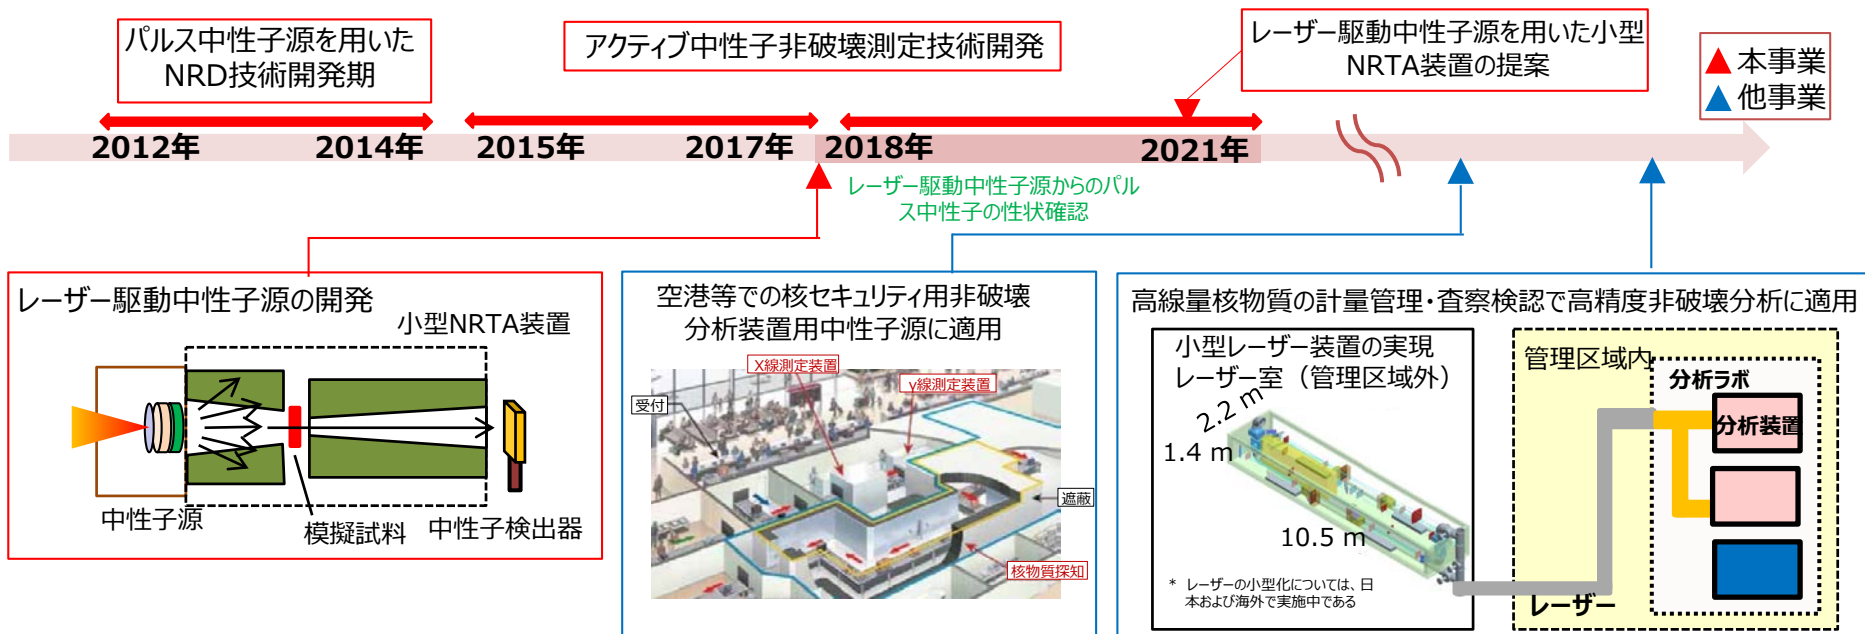 パルス中性子源を用いた
NRD技術開発期
アクティブ中性子非破壊測定技術開発
レーザー駆動中性子源を用いた小型
NRTA装置の提案
▲ 本事業
▲ 他事業
2012年
2014年
2015年
2017年
2018年
2021年
レーザー駆動中性子源からのパル
ス中性子の性状確認
レーザー駆動中性子源の開発
小型NRTA装置
中性子源
模擬試料
中性子検出器
空港等での核セキュリティ用非破壊
分析装置用中性子源に適用
X線測定装置
γ線測定装置
受付
遮蔽
核物質探知
高線量核物質の計量管理・査察検認で高精度非破壊分析に適用
小型レーザー装置の実現
レーザー室（管理区域外）
2.2 m
1.4 m
10.5 m
* レーザーの小型化については、日
本および海外で実施中である
管理区域内
分析ラボ
分析装置
レーザー